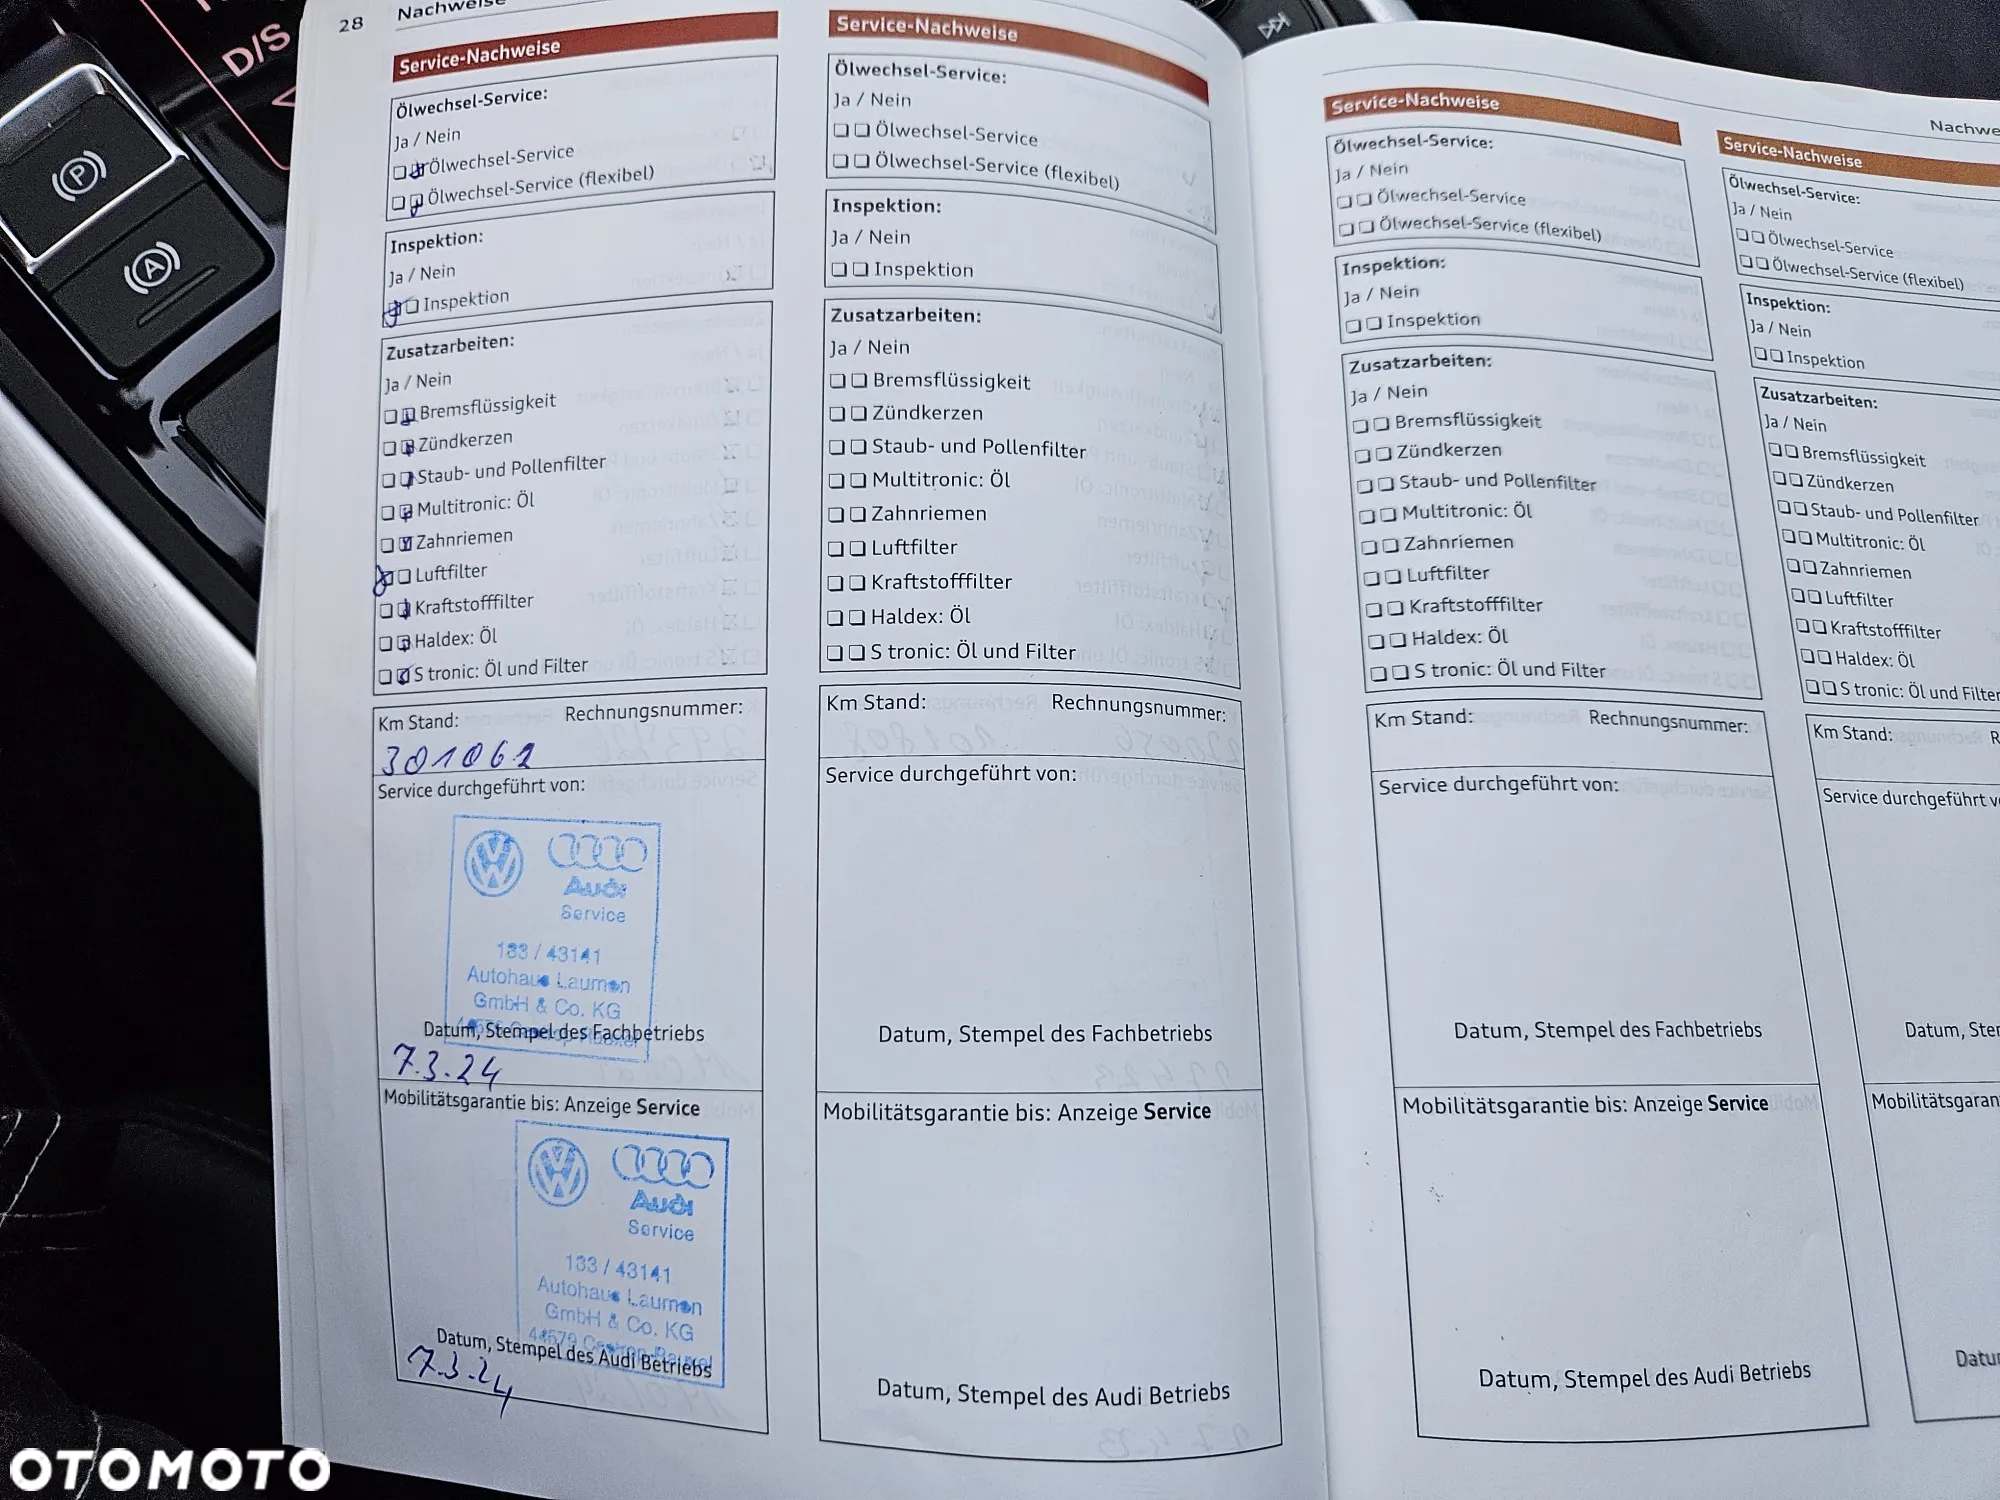 D/S
P
A
28 Nachweise
Service-Nachweise
Ölwechsel-Service:
Ja / Nein
Ölwechsel-Service
Ölwechsel-Service (flexibel)
Inspektion:
Ja / Nein
Inspektion
Zusatzarbeiten:
Ja / Nein
Bremsflüssigkeit
Zündkerzen
Staub- und Pollenfilter
Multitronic: Öl
Zahnriemen
Luftfilter
Kraftstofffilter
Haldex: Öl
S tronic: Öl und Filter
Km Stand: Rechnungsnummer:
301062
Service durchgeführt von:
Audi
Service
133 / 43141
Autohaus Laumen
GmbH & Co. KG
Datum, Stempel des Fachbetriebs
7.3.24
Mobilitätsgarantie bis: Anzeige Service
Audi
Service
133 / 43141
Autohaus Laumen
GmbH & Co. KG
44579 Castrop-Rauxel
Datum, Stempel des Audi Betriebs
7.3.24
Service-Nachweise
Ölwechsel-Service:
Ja / Nein
Ölwechsel-Service
Ölwechsel-Service (flexibel)
Inspektion:
Ja / Nein
Inspektion
Zusatzarbeiten:
Ja / Nein
Bremsflüssigkeit
Zündkerzen
Staub- und Pollenfilter
Multitronic: Öl
Zahnriemen
Luftfilter
Kraftstofffilter
Haldex: Öl
S tronic: Öl und Filter
Km Stand: Rechnungsnummer:
Service durchgeführt von:
Datum, Stempel des Fachbetriebs
Mobilitätsgarantie bis: Anzeige Service
Datum, Stempel des Audi Betriebs
Service-Nachweise
Ölwechsel-Service:
Ja / Nein
Ölwechsel-Service
Ölwechsel-Service (flexibel)
Inspektion:
Ja / Nein
Inspektion
Zusatzarbeiten:
Ja / Nein
Bremsflüssigkeit
Zündkerzen
Staub- und Pollenfilter
Multitronic: Öl
Zahnriemen
Luftfilter
Kraftstofffilter
Haldex: Öl
S tronic: Öl und Filter
Km Stand: Rechnungsnummer:
Service durchgeführt von:
Datum, Stempel des Fachbetriebs
Mobilitätsgarantie bis: Anzeige Service
Datum, Stempel des Audi Betriebs
Nachwe
Service-Nachweise
Ölwechsel-Service:
Ja / Nein
Ölwechsel-Service
Ölwechsel-Service (flexibel)
Inspektion:
Ja / Nein
Inspektion
Zusatzarbeiten:
Ja / Nein
Bremsflüssigkeit
Zündkerzen
Staub- und Pollenfilter
Multitronic: Öl
Zahnriemen
Luftfilter
Kraftstofffilter
Haldex: Öl
S tronic: Öl und Filter
Km Stand: R
Service durchgeführt v
Datum, Ste
Mobilitätsgaran
Datu
OTOMOTO